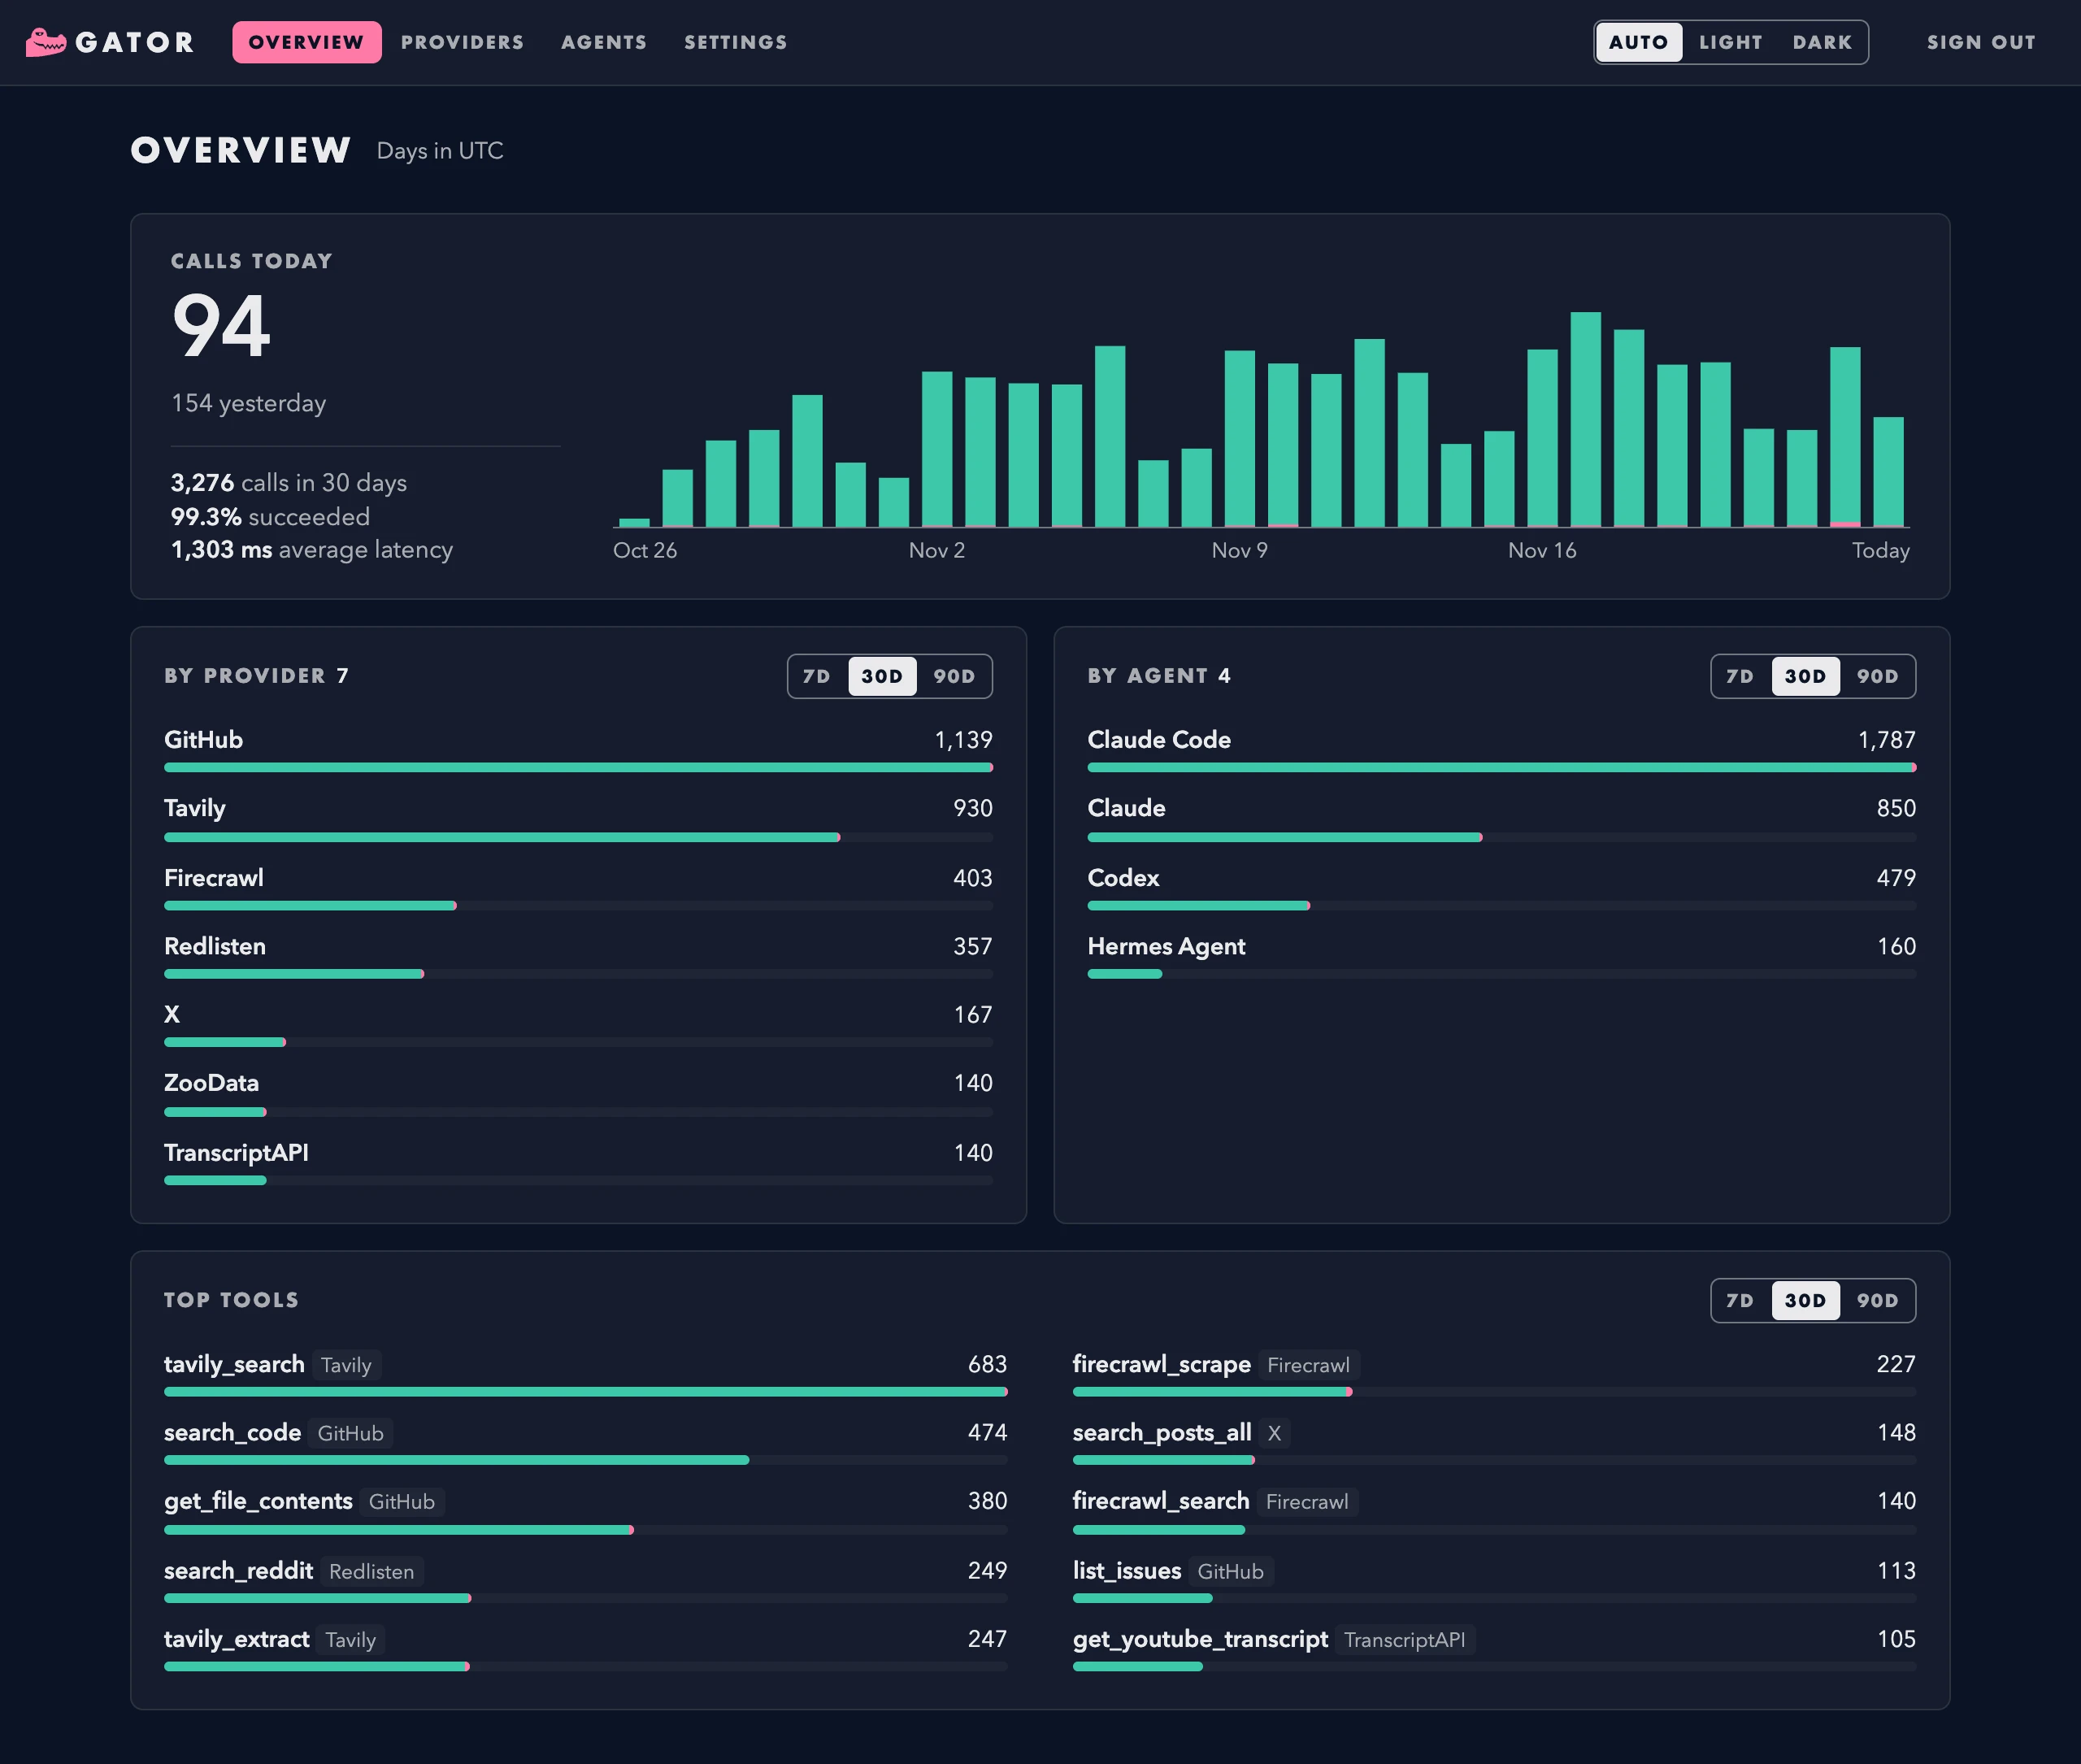 GATOR
OVERVIEW
PROVIDERS
AGENTS
SETTINGS
AUTO
LIGHT
DARK
SIGN OUT
OVERVIEW
Days in UTC
CALLS TODAY
94
154 yesterday
3,276 calls in 30 days
99.3% succeeded
1,303 ms average latency
Oct 26
Nov 2
Nov 9
Nov 16
Today
BY PROVIDER 7
7D
30D
90D
GitHub
1,139
Tavily
930
Firecrawl
403
Redlisten
357
X
167
ZooData
140
TranscriptAPI
140
BY AGENT 4
7D
30D
90D
Claude Code
1,787
Claude
850
Codex
479
Hermes Agent
160
TOP TOOLS
7D
30D
90D
tavily_search Tavily
683
search_code GitHub
474
get_file_contents GitHub
380
search_reddit Redlisten
249
tavily_extract Tavily
247
firecrawl_scrape Firecrawl
227
search_posts_all X
148
firecrawl_search Firecrawl
140
list_issues GitHub
113
get_youtube_transcript TranscriptAPI
105